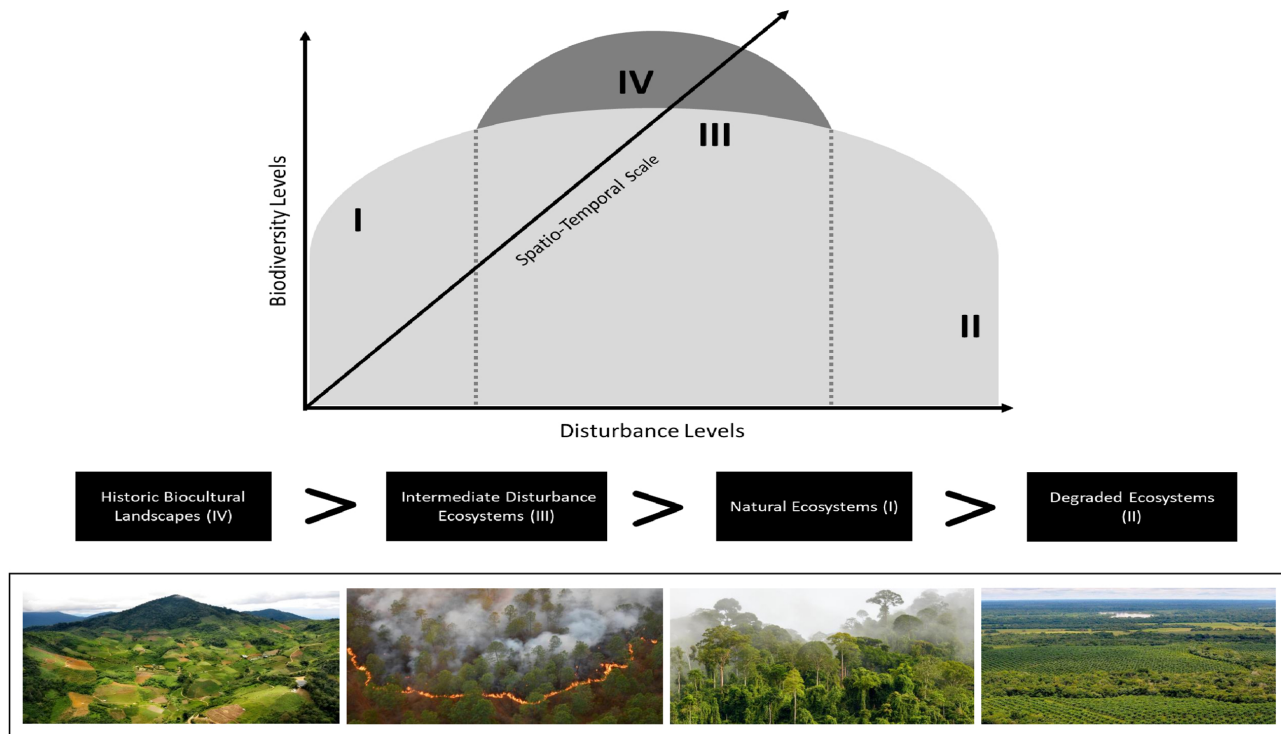 IV
III
I
II
Biodiversity Levels
Spatio-Temporal Scale
Disturbance Levels
Historic Biocultural
Landscapes (IV)
>
Intermediate Disturbance
Ecosystems (III)
>
Natural Ecosystems (I)
>
Degraded Ecosystems
(II)